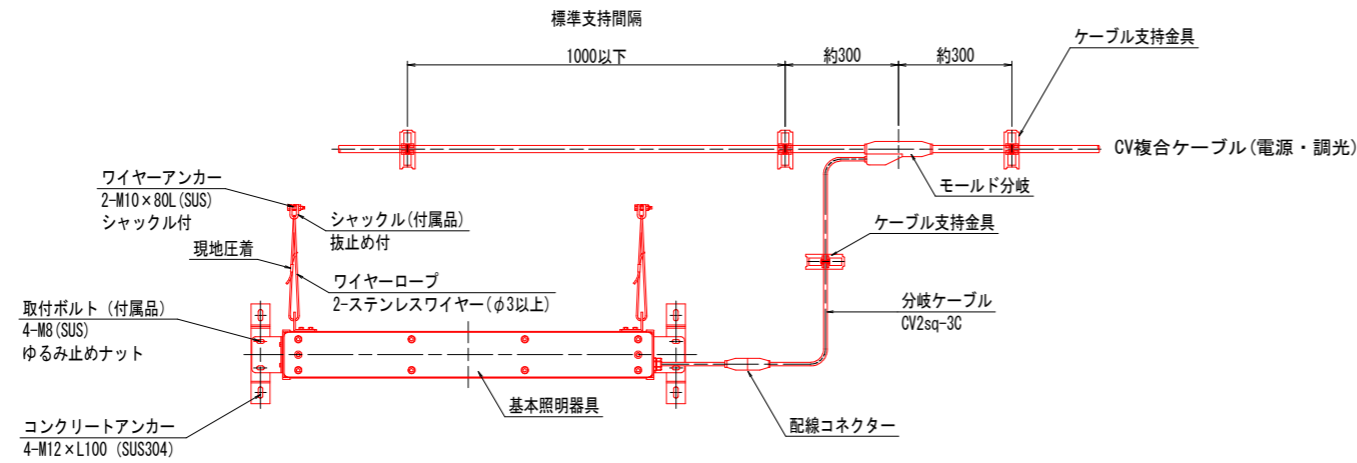 標準支持間隔
1000以下
約300
約300
ケーブル支持金具
CV複合ケーブル(電源・調光)
モールド分岐
ワイヤーアンカー
2-M10×80L(SUS)
シャックル付
シャックル(付属品)
抜止め付
現地圧着
ワイヤーロープ
2-ステンレスワイヤー(φ3以上)
ケーブル支持金具
分岐ケーブル
CV2sq-3C
取付ボルト(付属品)
4-M8(SUS)
ゆるみ止めナット
基本照明器具
配線コネクター
コンクリートアンカー
4-M12×L100 (SUS304)